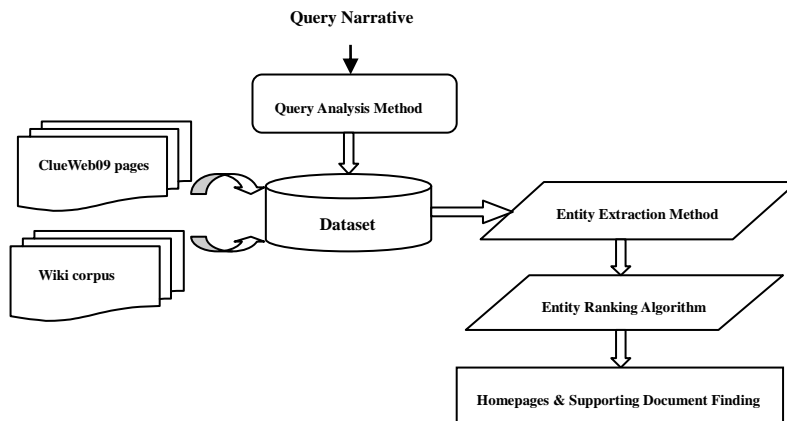 Query Narrative
Query Analysis Method
ClueWeb09 pages
Dataset
Entity Extraction Method
Wiki corpus
Entity Ranking Algorithm
Homepages & Supporting Document Finding